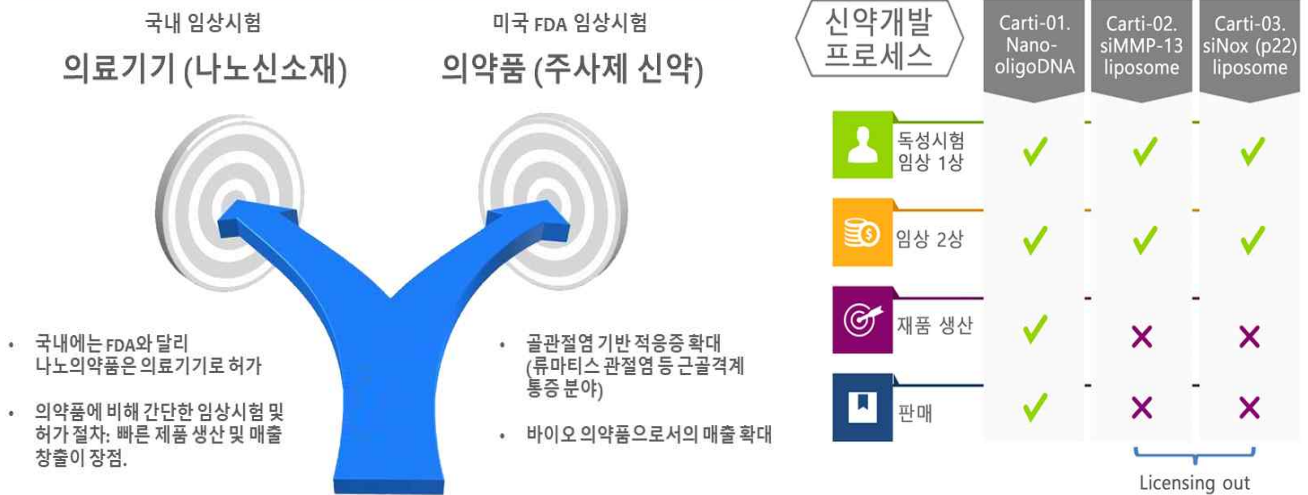 국내 임상시험
의료기기 (나노신소재)
미국 FDA 임상시험
의약품 (주사제 신약)
• 국내에는 FDA와 달리
나노의약품은 의료기기로 허가
• 의약품에 비해 간단한 임상시험 및
허가 절차: 빠른 제품 생산 및 매출
창출이 장점.
• 골관절염 기반 적응증 확대
(류마티스 관절염 등 근골격계
통증 분야)
• 바이오 의약품으로서의 매출 확대
신약개발
프로세스
Carti-01.
Nano-
oligoDNA
Carti-02.
siMMP-13
liposome
Carti-03.
siNox (p22)
liposome
독성시험
임상 1상
임상 2상
재품 생산
판매
Licensing out